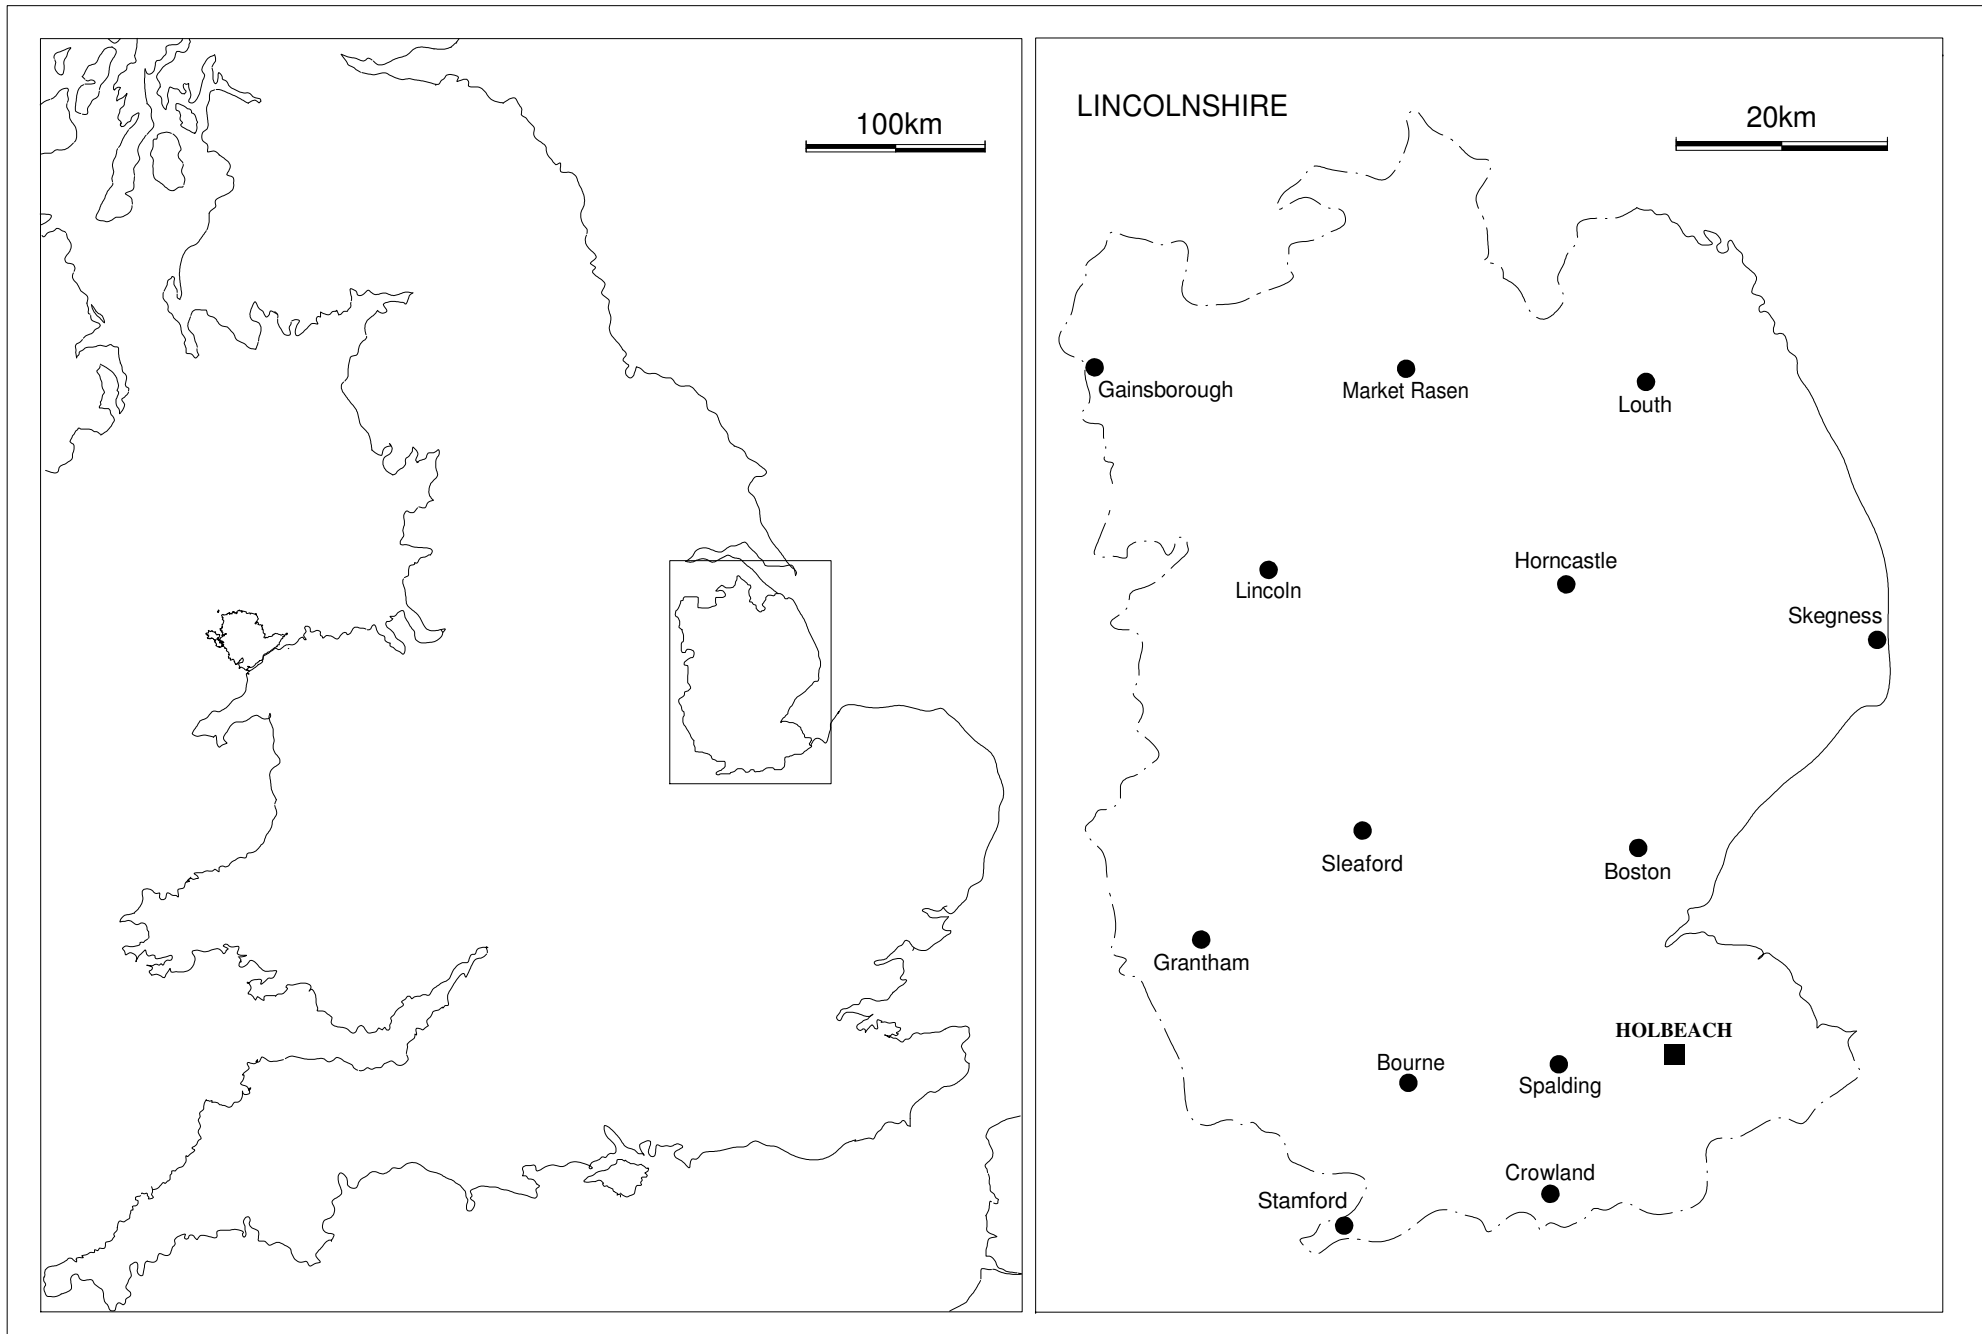 100km
LINCOLNSHIRE
20km
Gainsborough
Market Rasen
Louth
Horncastle
Lincoln
Skegness
Sleaford
Boston
Grantham
HOLBEACH
Bourne
Spalding
Crowland
Stamford